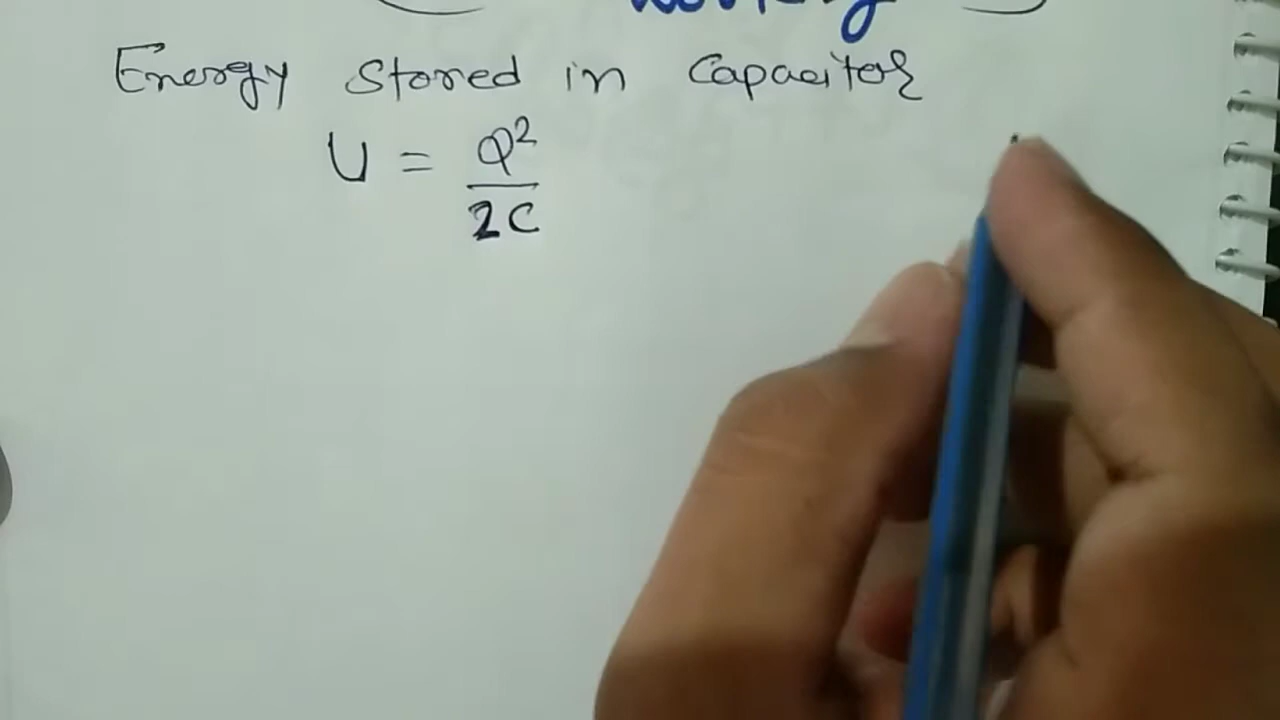 Energy stored in Capacitor
U = Q²/2C